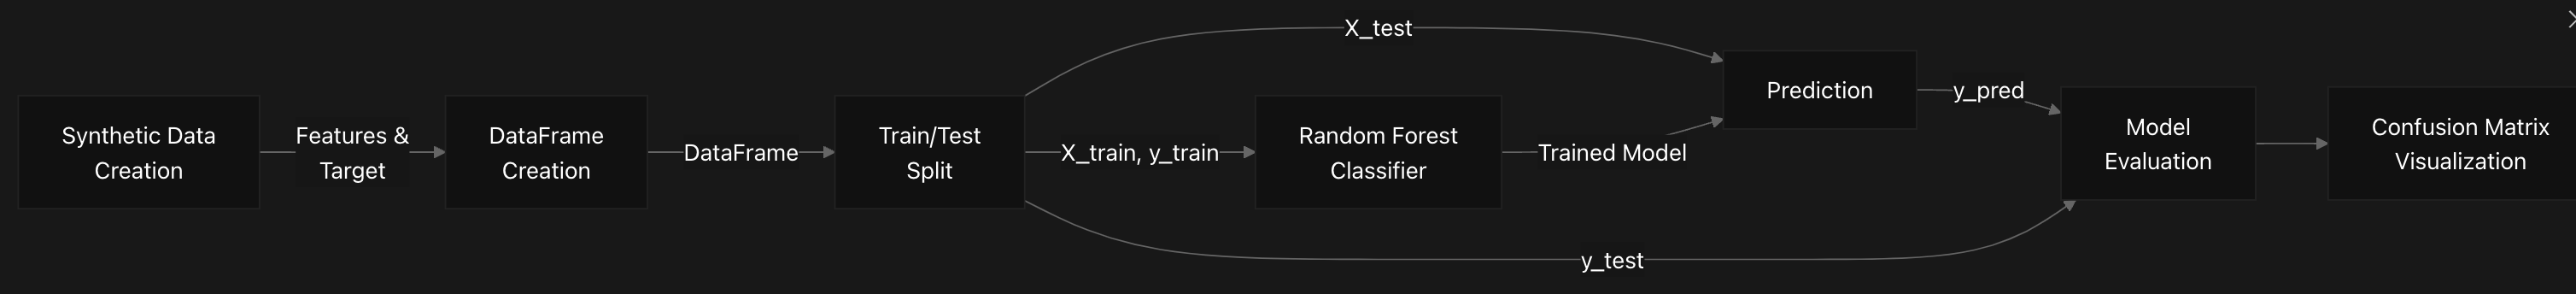 X_test
Synthetic Data
Creation
Features &
Target
DataFrame
Creation
DataFrame
Train/Test
Split
X_train, y_train
Random Forest
Classifier
Trained Model
Prediction
y_pred
Model
Evaluation
Confusion Matrix
Visualization
y_test